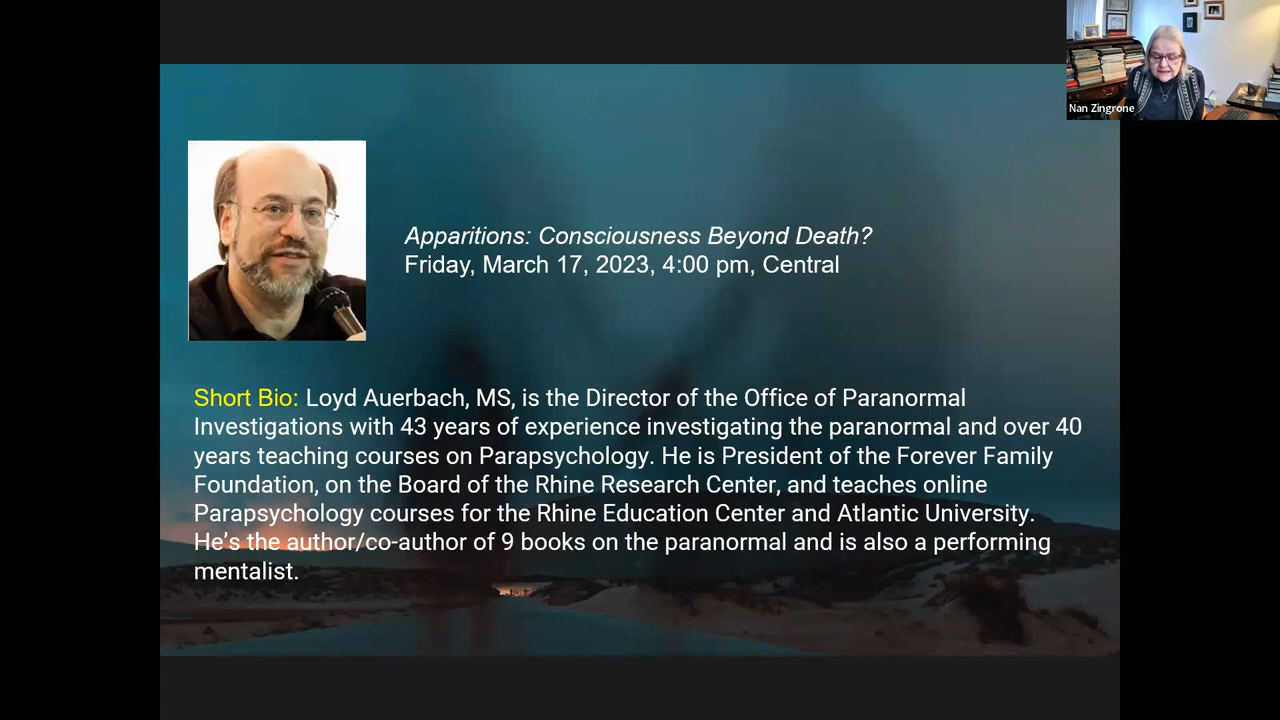 Nan Zingrone
Apparitions: Consciousness Beyond Death?
Friday, March 17, 2023, 4:00 pm, Central
Short Bio: Loyd Auerbach, MS, is the Director of the Office of Paranormal
Investigations with 43 years of experience investigating the paranormal and over 40
years teaching courses on Parapsychology. He is President of the Forever Family
Foundation, on the Board of the Rhine Research Center, and teaches online
Parapsychology courses for the Rhine Education Center and Atlantic University.
He’s the author/co-author of 9 books on the paranormal and is also a performing
mentalist.